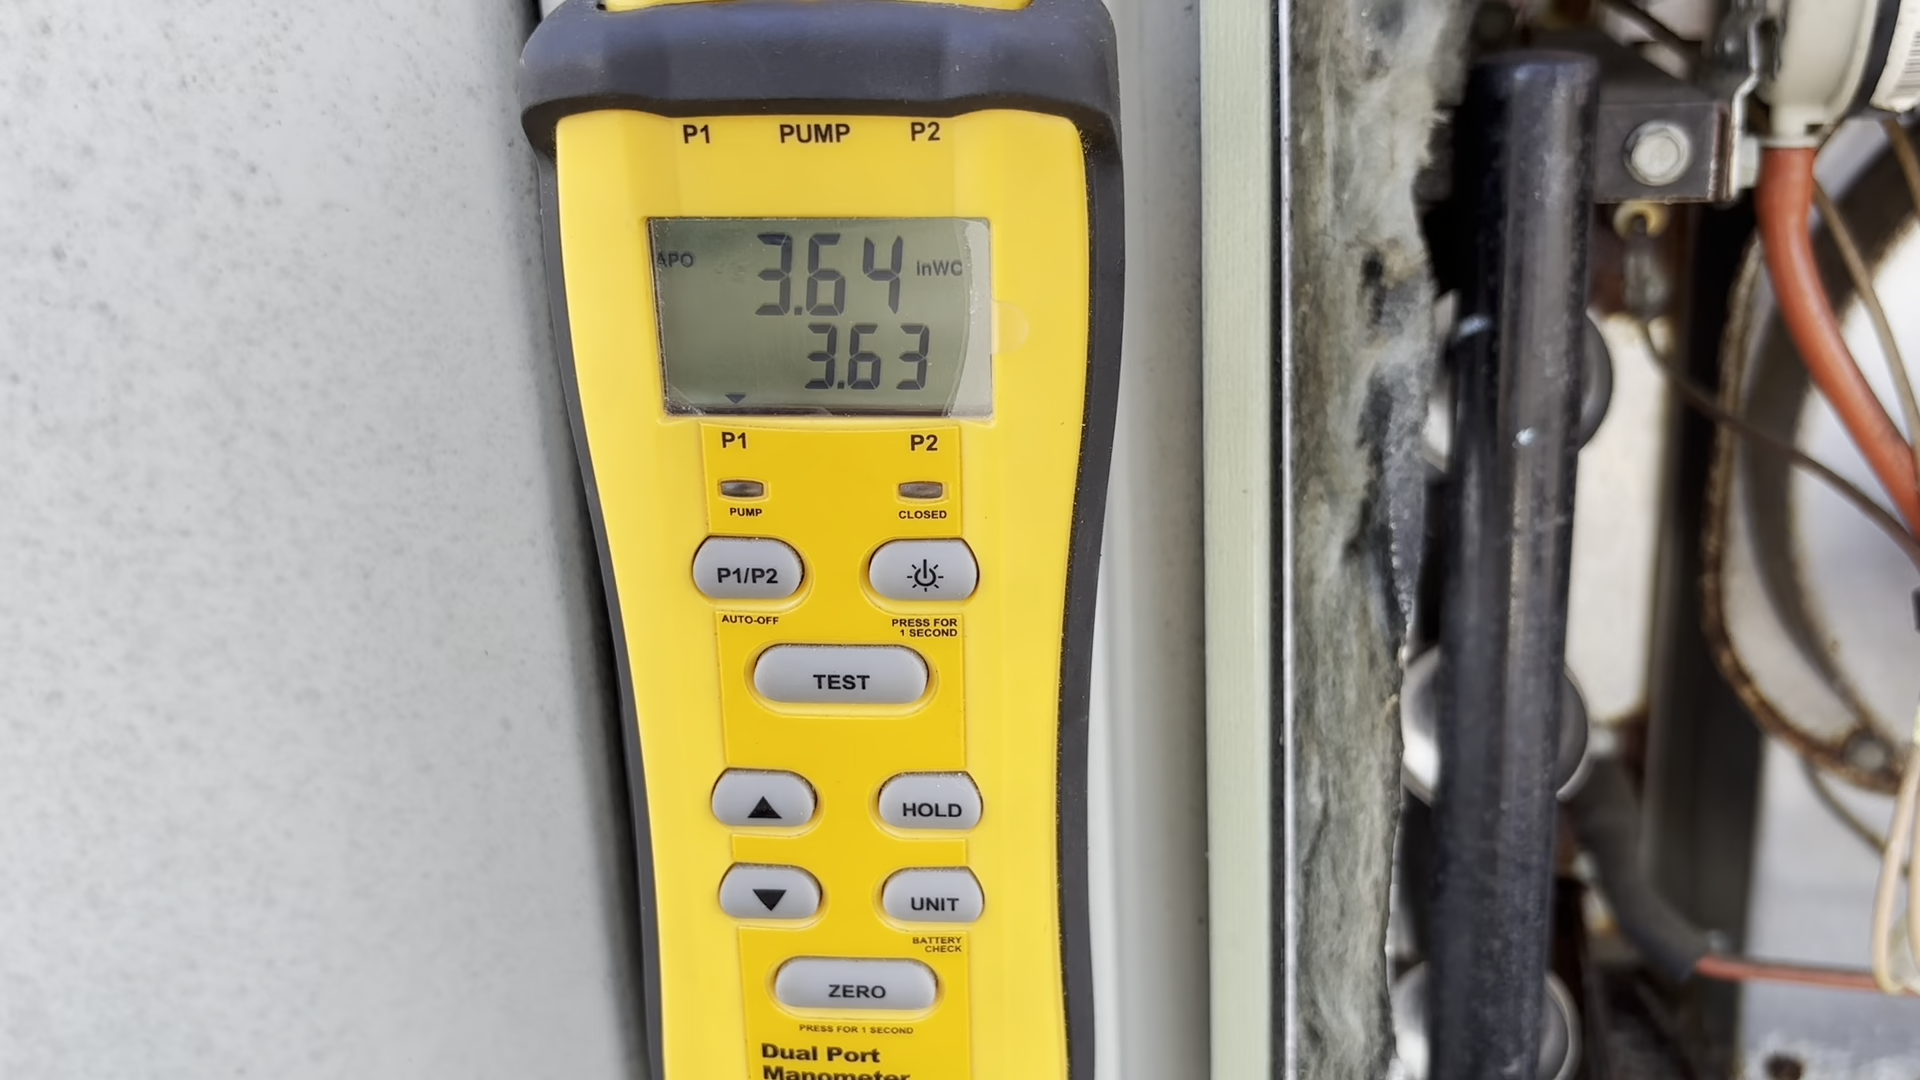 P1 PUMP P2
APO 3.64 InWC
3.63
P1 P2
PUMP CLOSED
P1/P2
AUTO-OFF PRESS FOR
1 SECOND
TEST
HOLD
UNIT
BATTERY
CHECK
ZERO
PRESS FOR 1 SECOND
Dual Port
Manometer